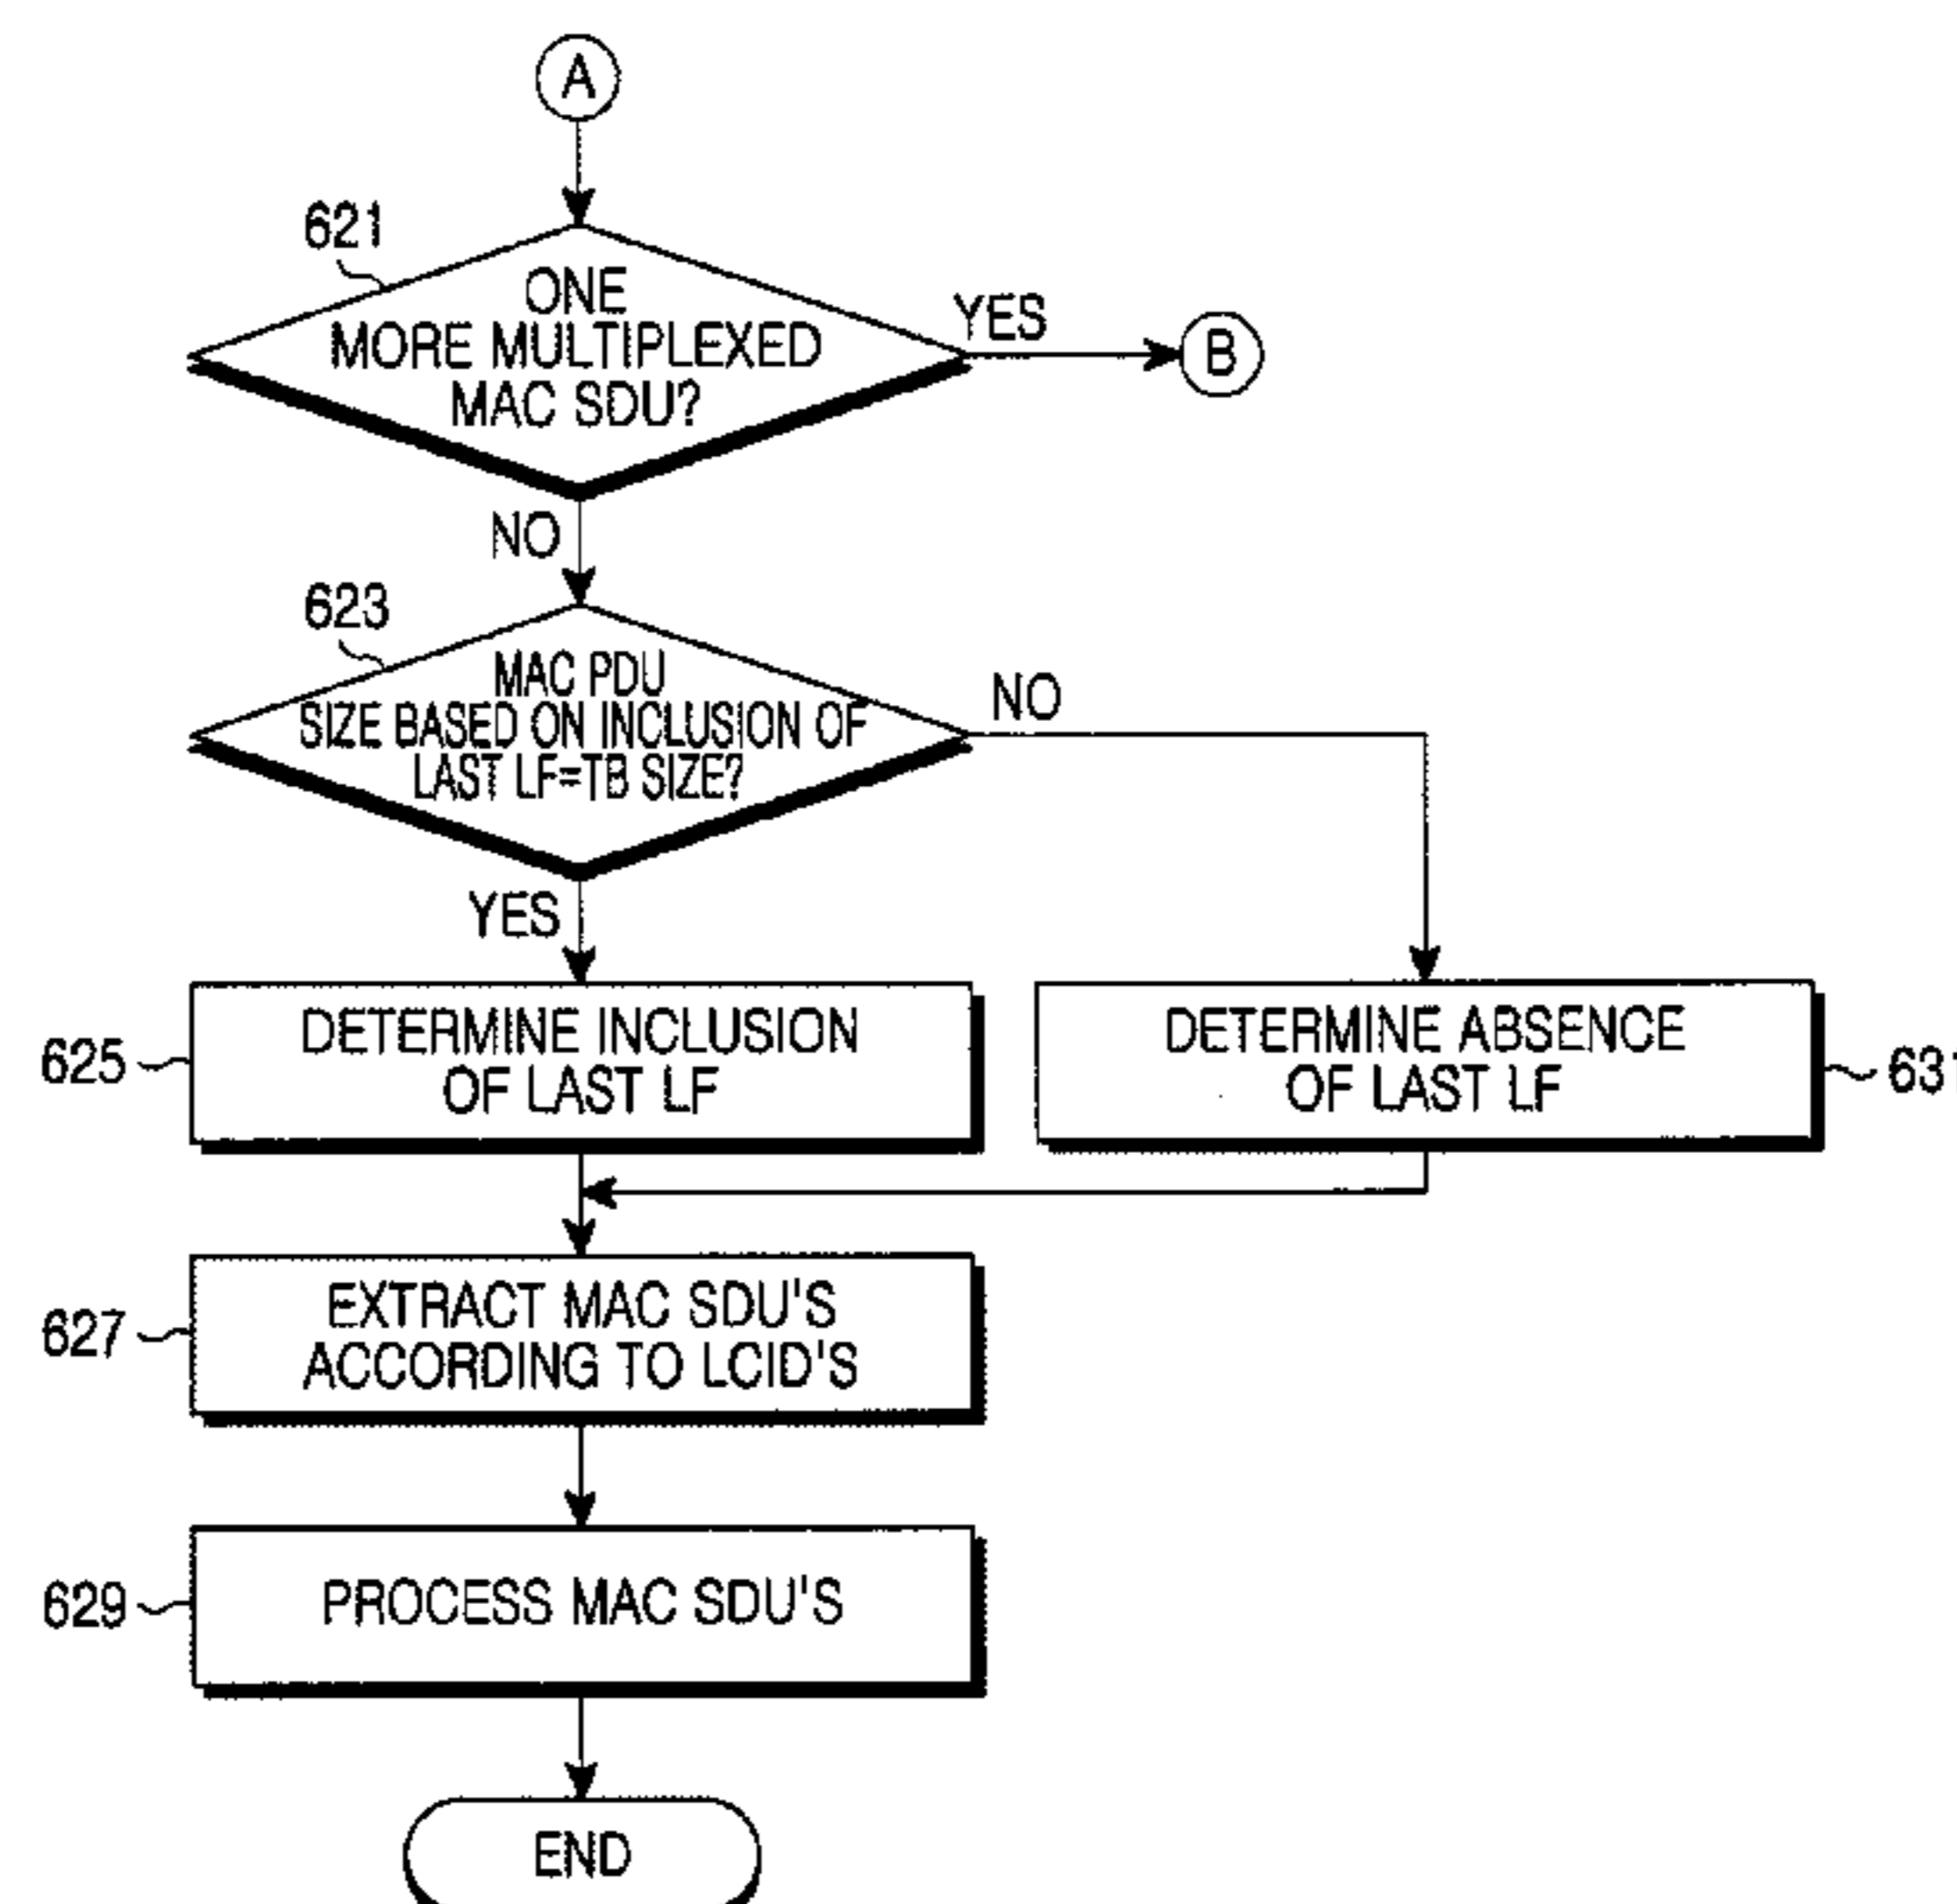 A
621
ONE
MORE MULTIPLEXED
MAC SDU?
YES
B
NO
623
MAC PDU
SIZE BASED ON INCLUSION OF
LAST LF=TB SIZE?
NO
YES
625
DETERMINE INCLUSION
OF LAST LF
DETERMINE ABSENCE
OF LAST LF
631
627
EXTRACT MAC SDU'S
ACCORDING TO LCID'S
629
PROCESS MAC SDU'S
END